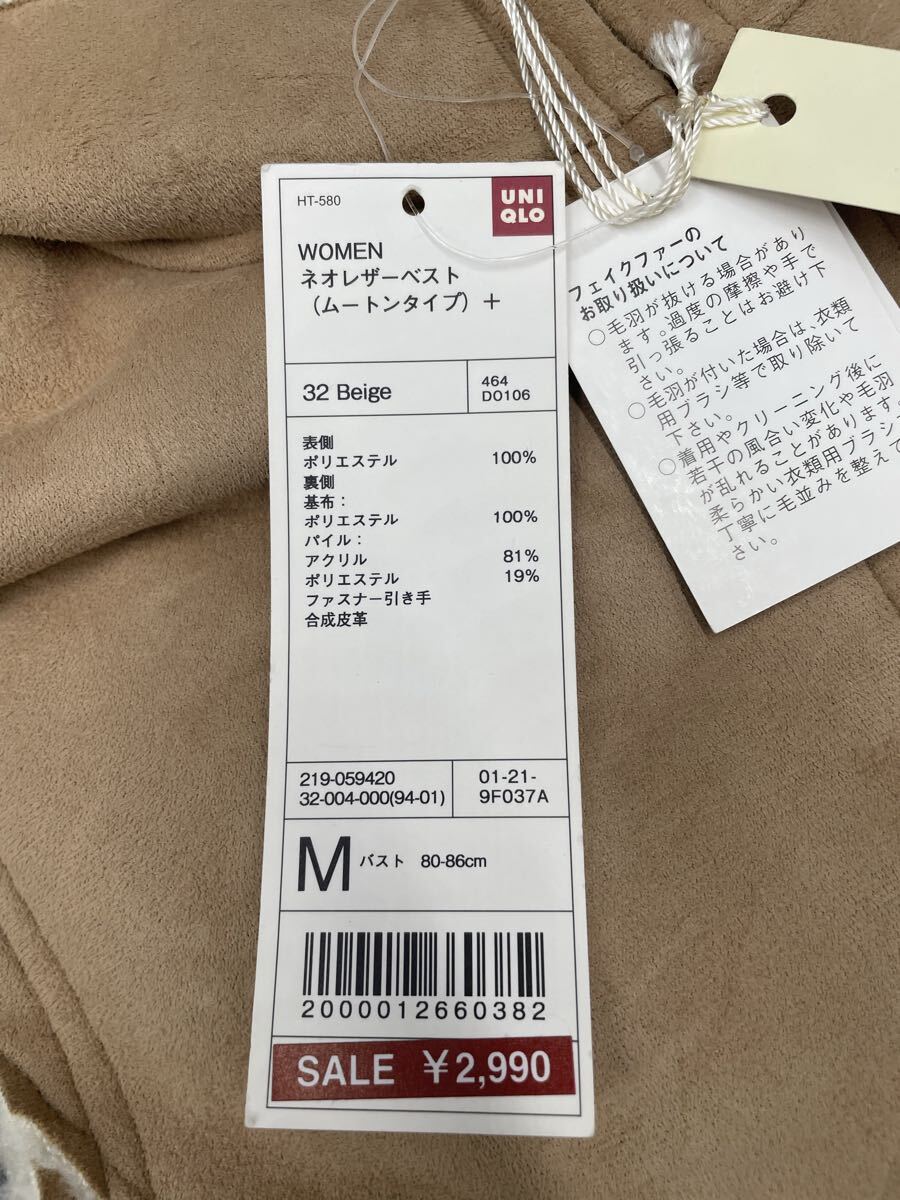 HT-580
UNI
QLO
WOMEN
ネオレザーベスト
（ムートンタイプ）＋
32 Beige
464
D0106
表側
ポリエステル 100%
裏側
基布：
ポリエステル 100%
パイル：
アクリル 81%
ポリエステル 19%
ファスナー引き手
合成皮革
219-059420
32-004-000(94-01)
01-21-
9F037A
M バスト 80-86cm
2000012660382
SALE ￥2,990
フェイクファーの
お取り扱いについて
○毛羽が抜ける場合があり
ます。過度の摩擦や手で
引っ張ることはお避け下
さい。
○毛羽が付いた場合は、衣類
用ブラシ等で取り除いて
下さい。
○着用やクリーニング後に
若干の風合い変化や毛羽
が乱れることがあります。
柔らかい衣類用ブラシ
丁寧に毛並みを整えて
さい。